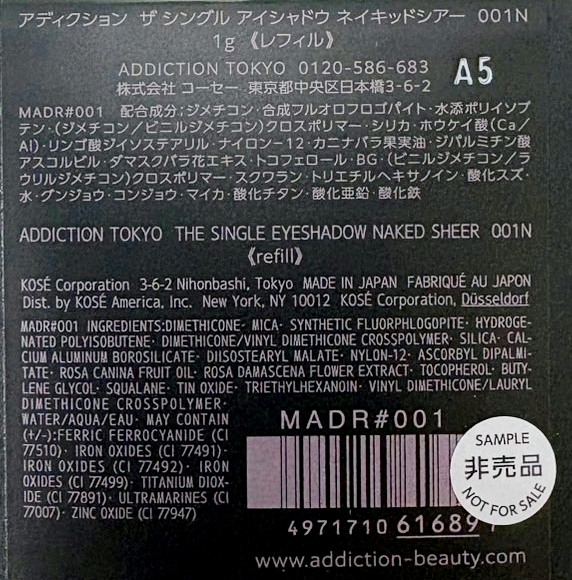 アディクション ザ シングル アイシャドウ ネイキッドシアー 001N
1g 《レフィル》
ADDICTION TOKYO 0120-586-683 A5
株式会社 コーセー 東京都中央区日本橋3-6-2
MADR#001 配合成分：ジメチコン・合成フルオロフロゴパイト・水添ポリイソブ
テン・(ジメチコン/ビニルジメチコン)クロスポリマー・シリカ・ホウケイ酸(Ca/
Al)・リンゴ酸ジイソステアリル・ナイロン-12・カニナバラ果実油・ジパルミチン酸
アスコルビル・ダマスクバラ花エキス・トコフェロール・BG・(ビニルジメチコン/ラ
ウリルジメチコン)クロスポリマー・スクワラン・トリエチルヘキサノイン・酸化スズ・
水・グンジョウ・コンジョウ・マイカ・酸化チタン・酸化亜鉛・酸化鉄
ADDICTION TOKYO THE SINGLE EYESHADOW NAKED SHEER 001N
《refill》
KOSÉ Corporation 3-6-2 Nihonbashi, Tokyo MADE IN JAPAN FABRIQUÉ AU JAPON
Dist. by KOSÉ America, Inc. New York, NY 10012 KOSÉ Corporation, Düsseldorf
MADR#001 INGREDIENTS:DIMETHICONE· MICA· SYNTHETIC FLUORPHLOGOPITE· HYDROGE-
NATED POLYISOBUTENE· DIMETHICONE/VINYL DIMETHICONE CROSSPOLYMER· SILICA· CAL-
CIUM ALUMINUM BOROSILICATE· DIISOSTEARYL MALATE· NYLON-12· ASCORBYL DIPALMI-
TATE· ROSA CANINA FRUIT OIL· ROSA DAMASCENA FLOWER EXTRACT· TOCOPHEROL· BUTY-
LENE GLYCOL· SQUALANE· TIN OXIDE· TRIETHYLHEXANOIN· VINYL DIMETHICONE/LAURYL
DIMETHICONE CROSSPOLYMER·
WATER/AQUA/EAU· MAY CONTAIN
(+/-):FERRIC FERROCYANIDE (CI
77510)· IRON OXIDES (CI 77491)·
IRON OXIDES (CI 77492)· IRON
OXIDES (CI 77499)· TITANIUM DIOX-
IDE (CI 77891)· ULTRAMARINES (CI
77007)· ZINC OXIDE (CI 77947)
MADR#001
SAMPLE
非売品
NOT FOR SALE
4971710 61689
www.addiction-beauty.com